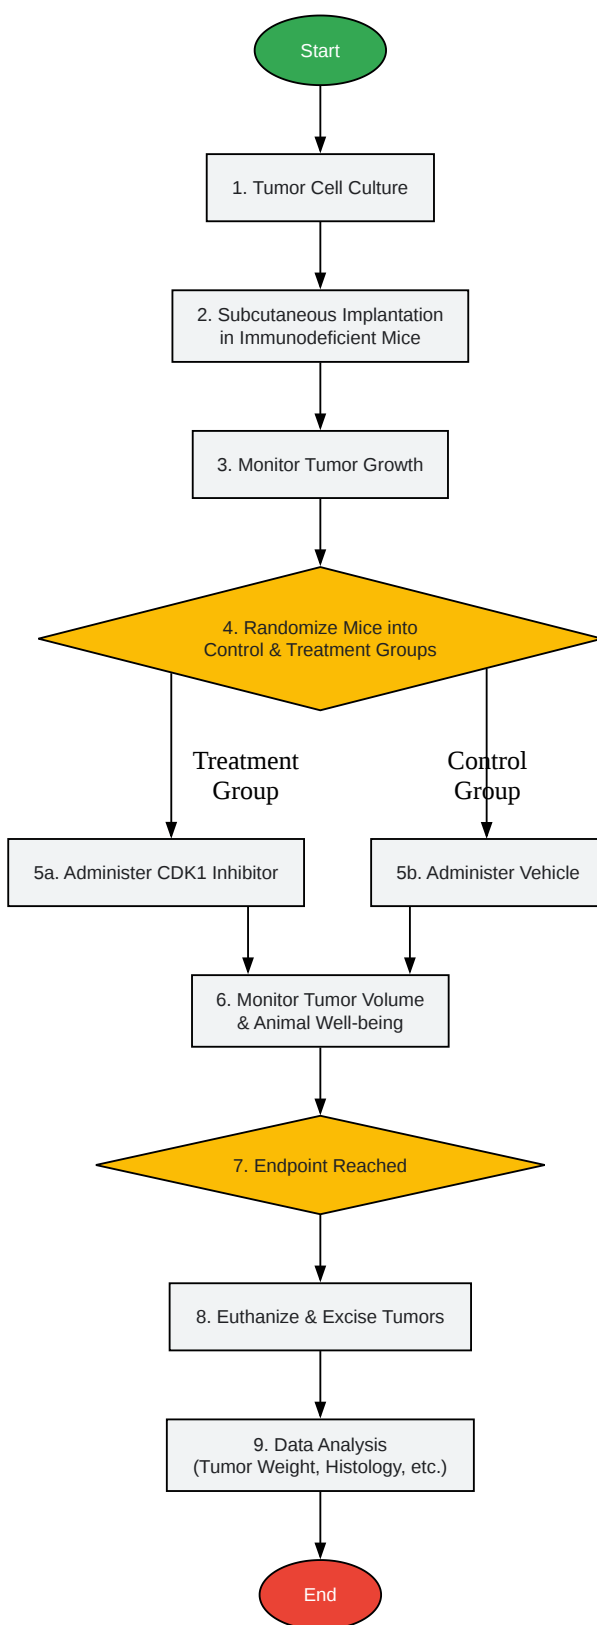 Start
1. Tumor Cell Culture
2. Subcutaneous Implantation
in Immunodeficient Mice
3. Monitor Tumor Growth
4. Randomize Mice into
Control & Treatment Groups
Treatment
Group
Control
Group
5a. Administer CDK1 Inhibitor
5b. Administer Vehicle
6. Monitor Tumor Volume
& Animal Well-being
7. Endpoint Reached
8. Euthanize & Excise Tumors
9. Data Analysis
(Tumor Weight, Histology, etc.)
End